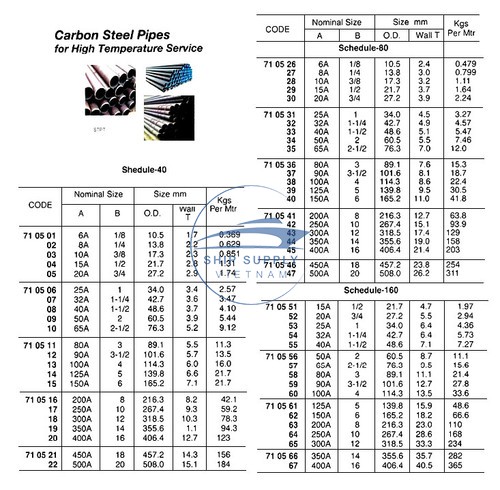 Carbon Steel Pipes
for High Temperature Service
Shedule-40
CODE Nominal Size Size mm Kgs Per Mtr
A B O.D. Wall T
71 05 01 6A 1/8 10.5 1.7 0.369
02 8A 1/4 13.8 2.2 0.629
03 10A 3/8 17.3 2.3 0.851
04 15A 1/2 21.7 2.8 1.31
05 20A 3/4 27.2 2.9 1.74
71 05 06 25A 1 34.0 3.4 2.57
07 32A 1-1/4 42.7 3.6 3.47
08 40A 1-1/2 48.6 3.7 4.10
09 50A 2 60.5 3.9 5.44
10 65A 2-1/2 76.3 5.2 9.12
71 05 11 80A 3 89.1 5.5 11.3
12 90A 3-1/2 101.6 5.7 13.5
13 100A 4 114.3 6.0 16.0
14 125A 5 139.8 6.6 21.7
15 150A 6 165.2 7.1 21.7
71 05 16 200A 8 216.3 8.2 42.1
17 250A 10 267.4 9.3 59.2
18 300A 12 318.5 10.3 78.3
19 350A 14 355.6 1.1 94.3
20 400A 16 406.4 12.7 123
71 05 21 450A 18 457.2 14.3 156
22 500A 20 508.0 15.1 184
CODE Nominal Size Size mm Kgs Per Mtr
A B O.D. Wall T
Schedule-80
71 05 26 6A 1/8 10.5 2.4 0.479
27 8A 1/4 13.8 3.0 0.799
28 10A 3/8 17.3 3.2 1.11
29 15A 1/2 21.7 3.7 1.64
30 20A 3/4 27.2 3.9 2.24
71 05 31 25A 1 34.0 4.5 3.27
32 32A 1-1/4 42.7 4.9 4.57
33 40A 1-1/2 48.6 5.1 5.47
34 50A 2 60.5 5.5 7.46
35 65A 2-1/2 76.3 7.0 12.0
71 05 36 80A 3 89.1 7.6 15.3
37 90A 3-1/2 101.6 8.1 18.7
38 100A 4 114.3 8.6 22.4
39 125A 5 139.8 9.5 30.5
40 150A 6 165.2 11.0 41.8
71 05 41 200A 8 216.3 12.7 63.8
42 250A 10 267.4 15.1 93.9
43 300A 12 318.5 17.4 129
44 350A 14 355.6 19.0 158
45 400A 16 406.4 21.4 203
71 05 46 450A 18 457.2 23.8 254
47 500A 20 508.0 26.2 311
Schedule-160
71 05 51 15A 1/2 21.7 4.7 1.97
52 20A 3/4 27.2 5.5 2.94
53 25A 1 34.0 6.4 4.36
54 32A 1-1/4 42.7 6.4 5.73
55 40A 1-1/2 48.6 7.1 7.27
71 05 56 50A 2 60.5 8.7 11.1
57 65A 2-1/2 76.3 0.5 15.6
58 80A 3 89.1 11.1 21.4
59 90A 3-1/2 101.6 12.7 27.8
60 100A 4 114.3 13.5 33.6
71 05 61 125A 5 139.8 15.9 48.6
62 150A 6 165.2 18.2 66.6
63 200A 8 216.3 23.0 110
64 250A 10 267.4 28.6 168
65 300A 12 318.5 33.3 234
71 05 66 350A 14 355.6 35.7 282
67 400A 16 406.4 40.5 365
SHIP SUPPLY
VIETNAM